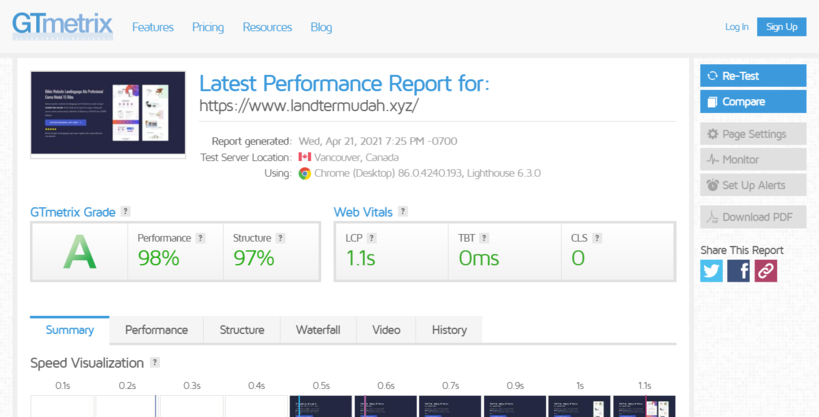 GTmetrix Features Pricing Resources Blog Log In Sign Up
Latest Performance Report for:
https://www.landtermudah.xyz/
Report generated: Wed, Apr 21, 2021 7:25 PM -0700
Test Server Location: Vancouver, Canada
Using: Chrome (Desktop) 86.0.4240.193, Lighthouse 6.3.0
Re-Test
Compare
Page Settings
Monitor
Set Up Alerts
Download PDF
Share This Report
GTmetrix Grade ? Web Vitals ?
A
Performance ? Structure ? LCP ? TBT ? CLS ?
98% 97% 1.1s 0ms 0
Summary Performance Structure Waterfall Video History
Speed Visualization ?
0.1s 0.2s 0.3s 0.4s 0.5s 0.6s 0.7s 0.9s 1s 1.1s